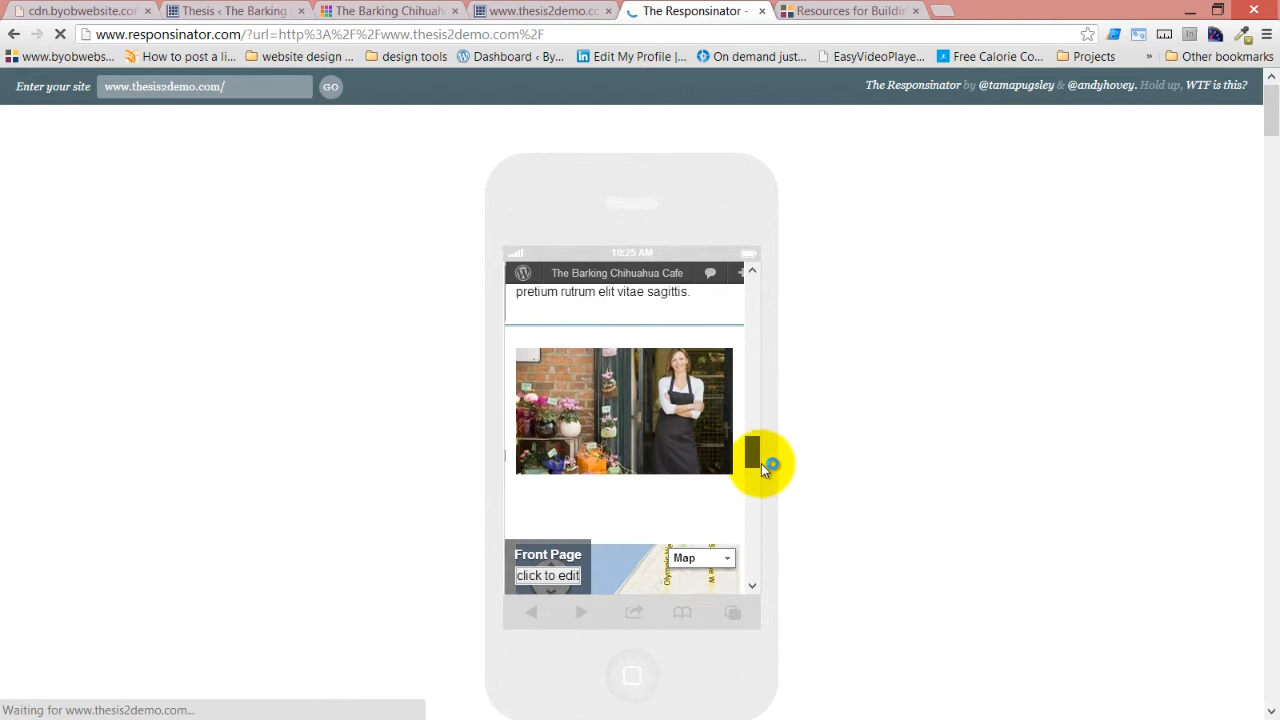 cdn.byobwebsite.co
Thesis ‹ The Barking
The Barking Chihuah
www.thesis2demo.co
The Responsinator -
Resources for Buildin
www.responsinator.com/?url=http%3A%2F%2Fwww.thesis2demo.com%2F
www.byobwebs...
How to post a li...
website design ...
design tools
Dashboard ‹ By...
Edit My Profile |...
On demand just...
EasyVideoPlaye...
Free Calorie Co...
Projects
»
Other bookmarks
Enter your site
www.thesis2demo.com/
GO
The Responsinator by @tamapugsley & @andyhovey. Hold up, WTF is this?
10:25 AM
The Barking Chihuahua Cafe
pretium rutrum elit vitae sagittis.
Front Page
click to edit
Map
Waiting for www.thesis2demo.com...